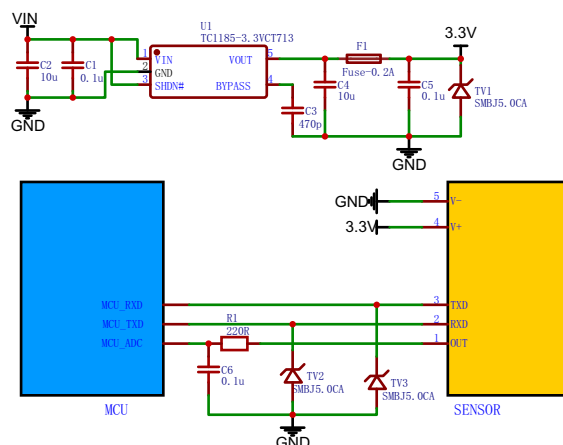 VIN
U1
TC1185-3.3VCT713
3.3V
1
VIN
VOUT
5
F1
C2
10u
C1
0.1u
2
GND
Fuse-0.2A
3
SHDN#
BYPASS
4
C4
10u
C5
0.1u
TV1
SMBJ5.0CA
C3
470p
GND
GND
GND
5
V-
3.3V
4
V+
MCU_RXD
3
TXD
MCU_TXD
R1
2
RXD
MCU_ADC
220R
1
OUT
C6
0.1u
TV2
SMBJ5.0CA
TV3
SMBJ5.0CA
MCU
SENSOR
GND